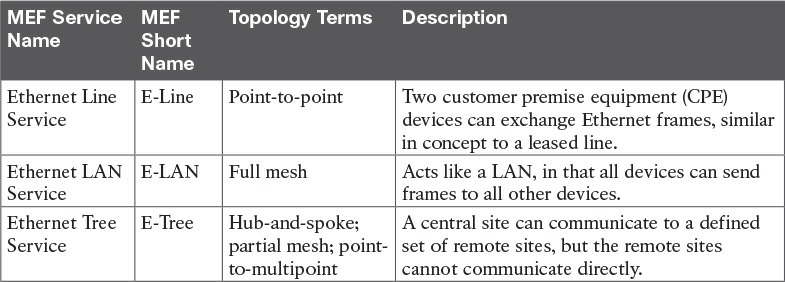 MEF Service Name
MEF Short Name
Topology Terms
Description
Ethernet Line Service
E-Line
Point-to-point
Two customer premise equipment (CPE)
devices can exchange Ethernet frames, similar
in concept to a leased line.
Ethernet LAN Service
E-LAN
Full mesh
Acts like a LAN, in that all devices can send
frames to all other devices.
Ethernet Tree Service
E-Tree
Hub-and-spoke;
partial mesh; point-
to-multipoint
A central site can communicate to a defined
set of remote sites, but the remote sites
cannot communicate directly.